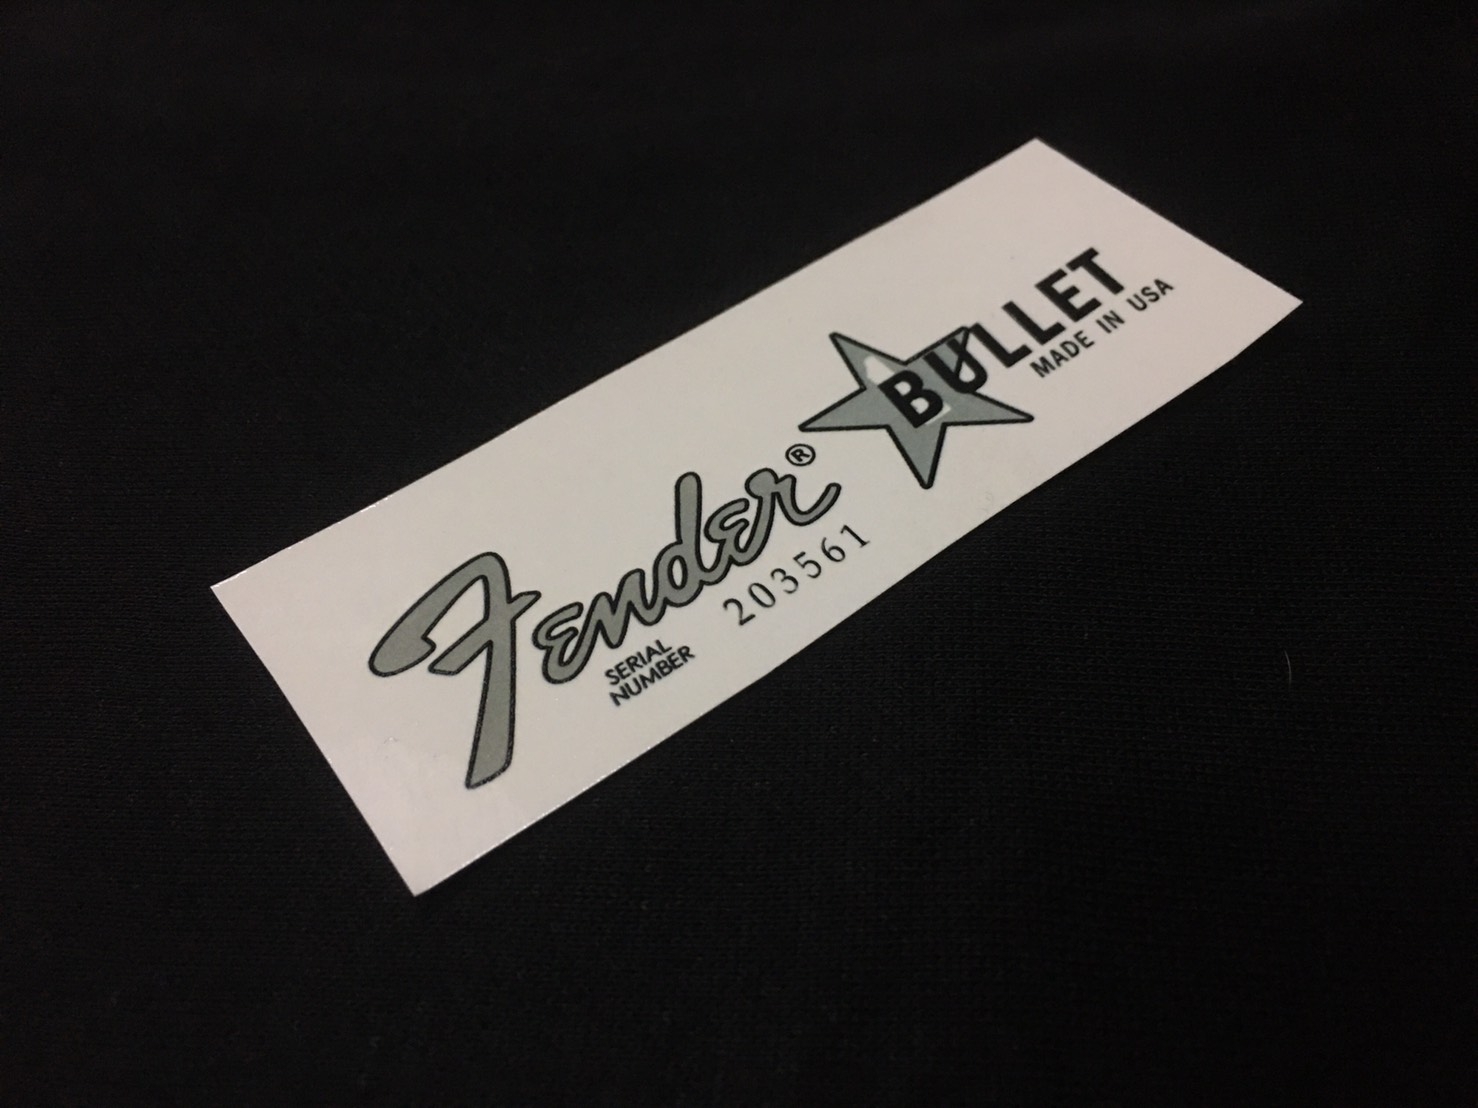 Fender®
SERIAL
NUMBER
203561
BULLET
MADE IN USA